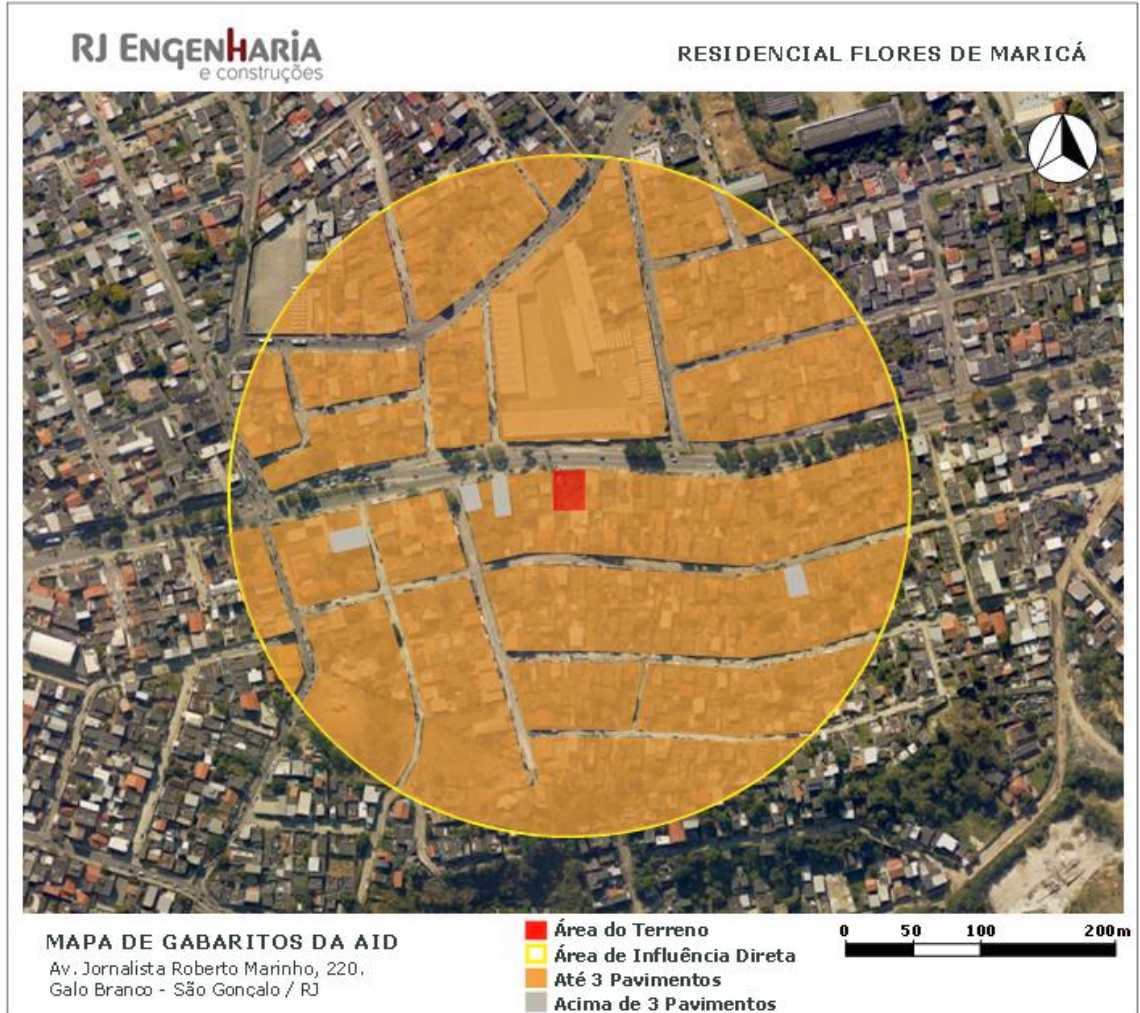 RJ ENGENHARIA
e construções
RESIDENCIAL FLORES DE MARICÁ
MAPA DE GABARITOS DA AID
Av. Jornalista Roberto Marinho, 220.
Galo Branco - São Gonçalo / RJ
Área do Terreno
Área de Influência Direta
Até 3 Pavimentos
Acima de 3 Pavimentos
0 50 100 200m